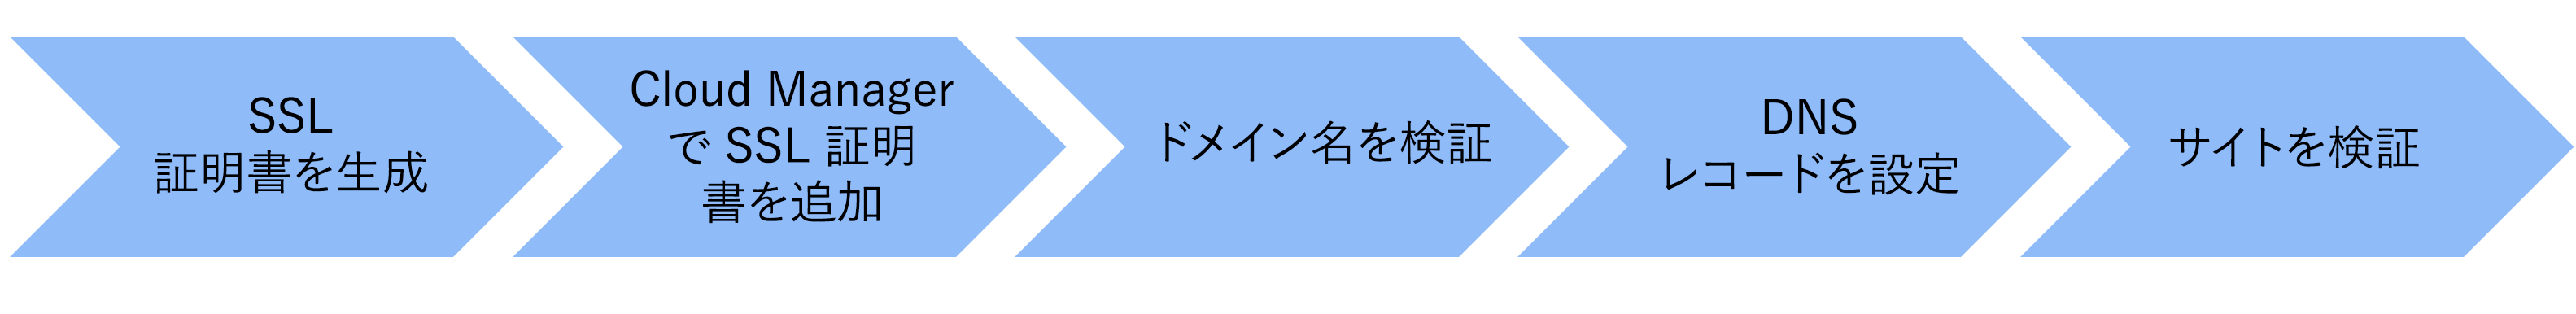 SSL
証明書を生成
Cloud Manager
で SSL 証明
書を追加
ドメイン名を検証
DNS
レコードを設定
サイトを検証